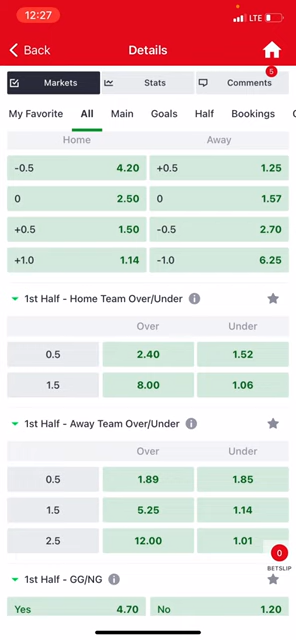 12:27
LTE
Back
Details
Markets
Stats
Comments
5
My Favorite
All
Main
Goals
Half
Bookings
Home
Away
-0.5 4.20 +0.5 1.25
0 2.50 0 1.57
+0.5 1.50 -0.5 2.70
+1.0 1.14 -1.0 6.25
1st Half - Home Team Over/Under i
Over Under
0.5 2.40 1.52
1.5 8.00 1.06
1st Half - Away Team Over/Under i
Over Under
0.5 1.89 1.85
1.5 5.25 1.14
2.5 12.00 1.01
0
BETSLIP
1st Half - GG/NG i
Yes 4.70 No 1.20